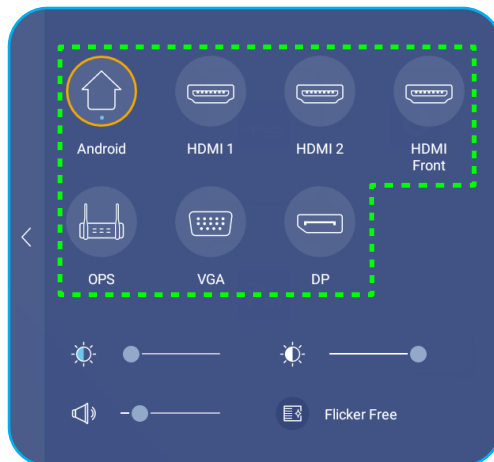 Android
HDMI 1
HDMI 2
HDMI
Front
OPS
VGA
DP
Flicker Free